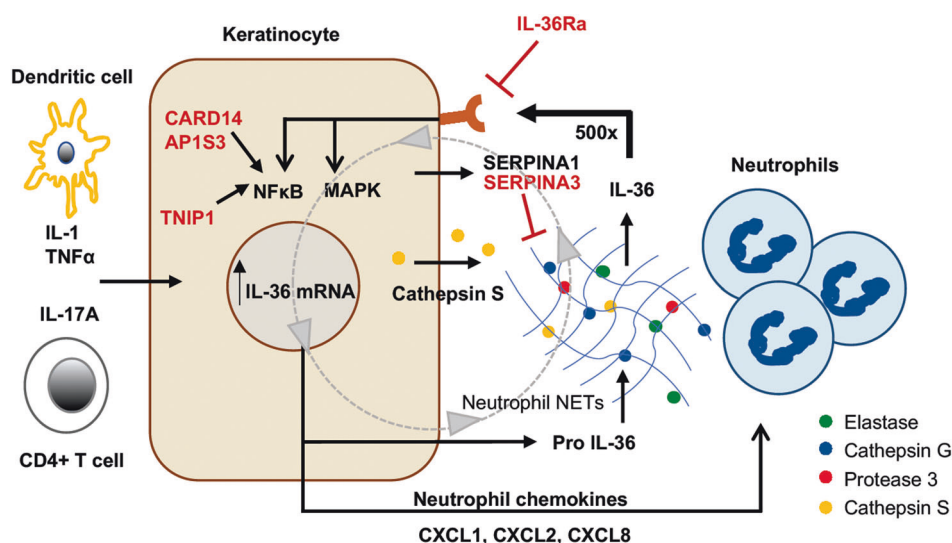 IL-36Ra
Keratinocyte
Dendritic cell
CARD14
AP1S3
500x
SERPINA1
SERPINA3
Neutrophils
NFκB
MAPK
IL-36
TNIP1
IL-1
TNFα
IL-36 mRNA
Cathepsin S
IL-17A
Neutrophil NETs
Elastase
Pro IL-36
Cathepsin G
CD4+ T cell
Protease 3
Neutrophil chemokines
Cathepsin S
CXCL1, CXCL2, CXCL8